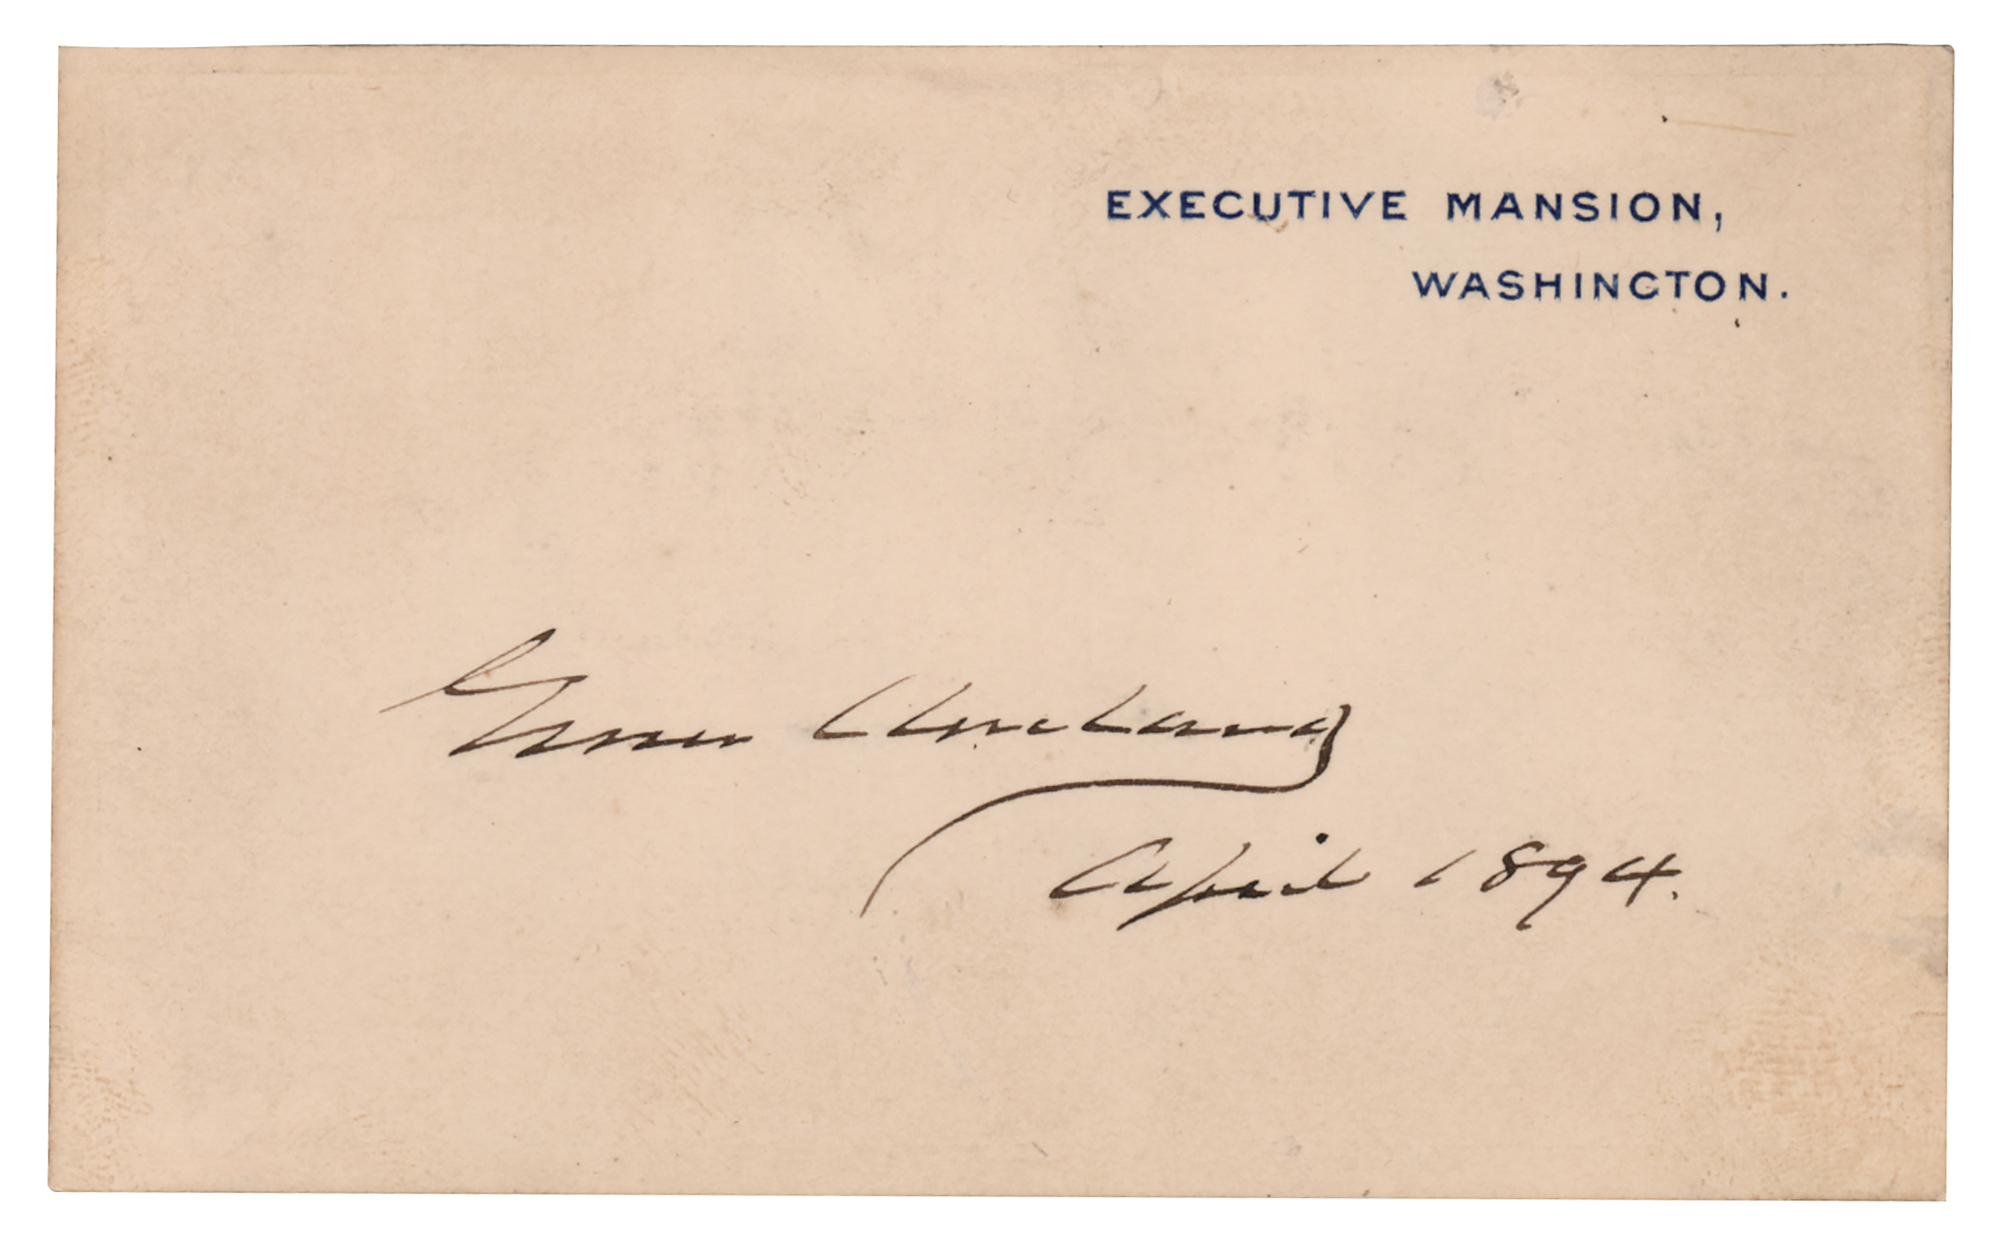 EXECUTIVE MANSION,
WASHINGTON.
Grover Cleveland
April 1894.